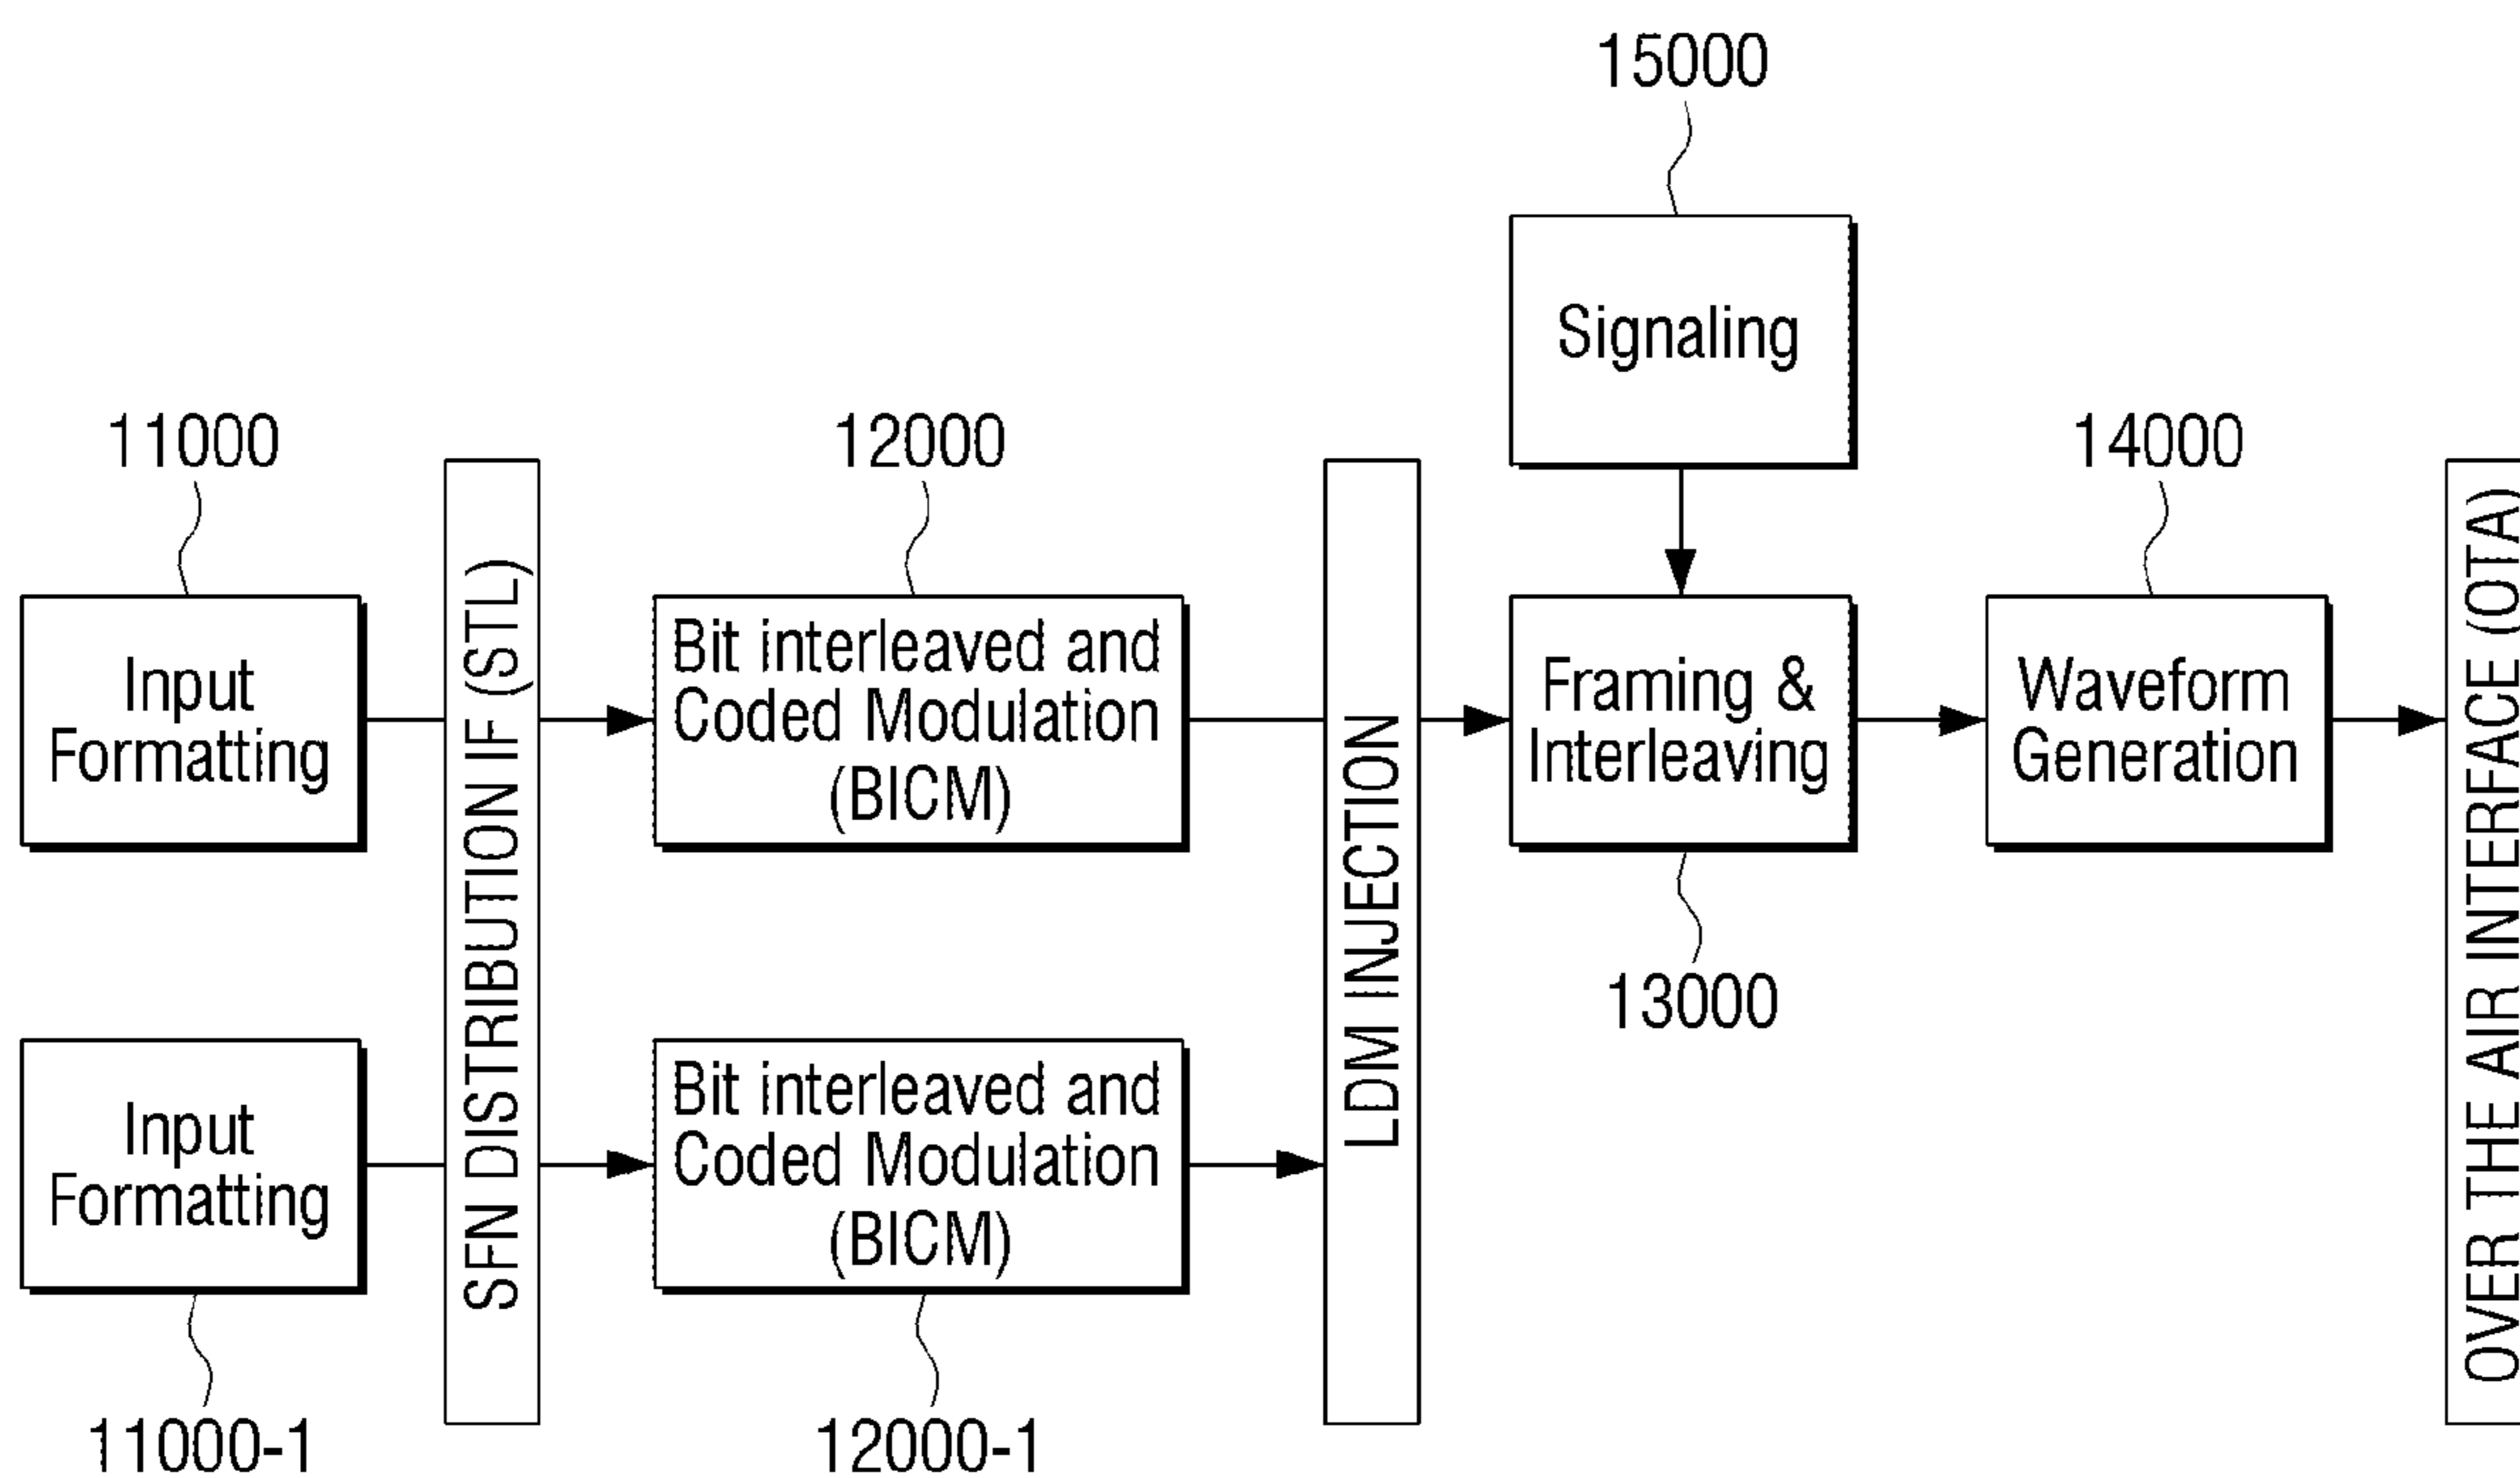 15000
Signaling
11000
12000
14000
Input
Formatting
SFN DISTRIBUTION IF (STL)
Bit interleaved and
Coded Modulation
(BICM)
LDM INJECTION
Framing &
Interleaving
Waveform
Generation
OVER THE AIR INTERFACE (OTA)
13000
Input
Formatting
Bit interleaved and
Coded Modulation
(BICM)
11000-1
12000-1